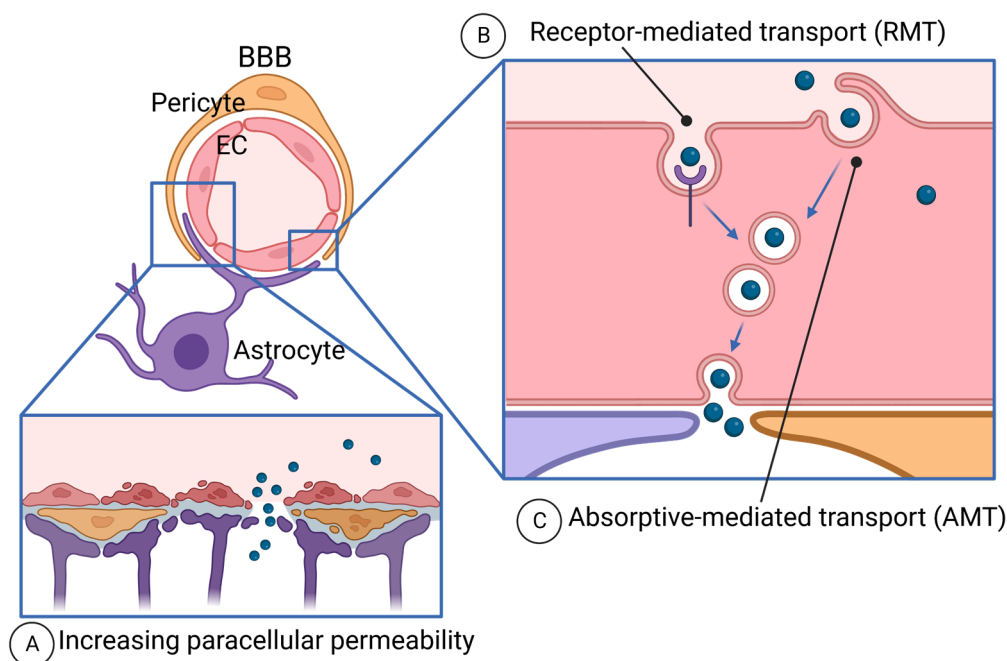 BBB
Pericyte
EC
Astrocyte
A Increasing paracellular permeability
B Receptor-mediated transport (RMT)
C Absorptive-mediated transport (AMT)